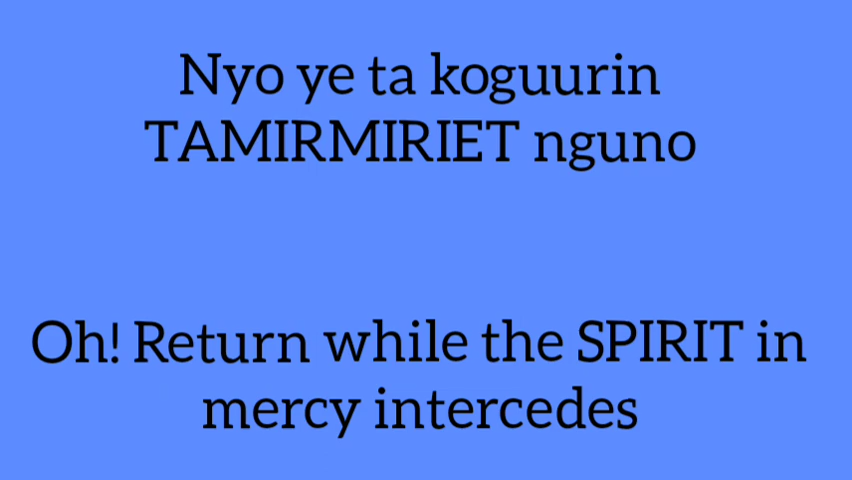 Nyo ye ta koguurin
TAMIRMIRIET nguno
Oh! Return while the SPIRIT in
mercy intercedes